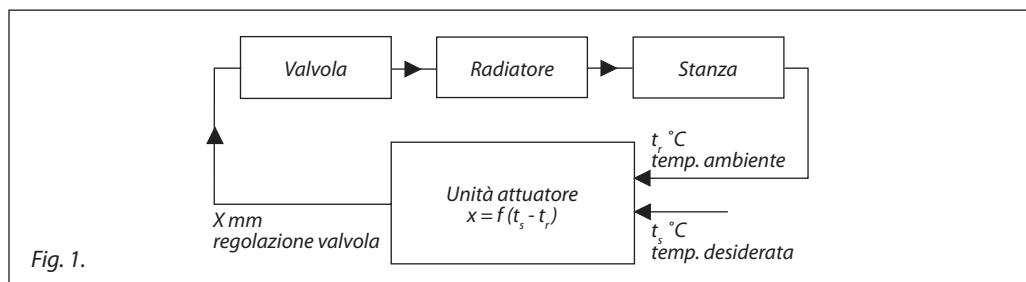 Valvola
Radiatore
Stanza
t_r °C
temp. ambiente
Unità attuatore
x = f (t_s - t_r)
X mm
regolazione valvola
t_s °C
temp. desiderata
Fig. 1.